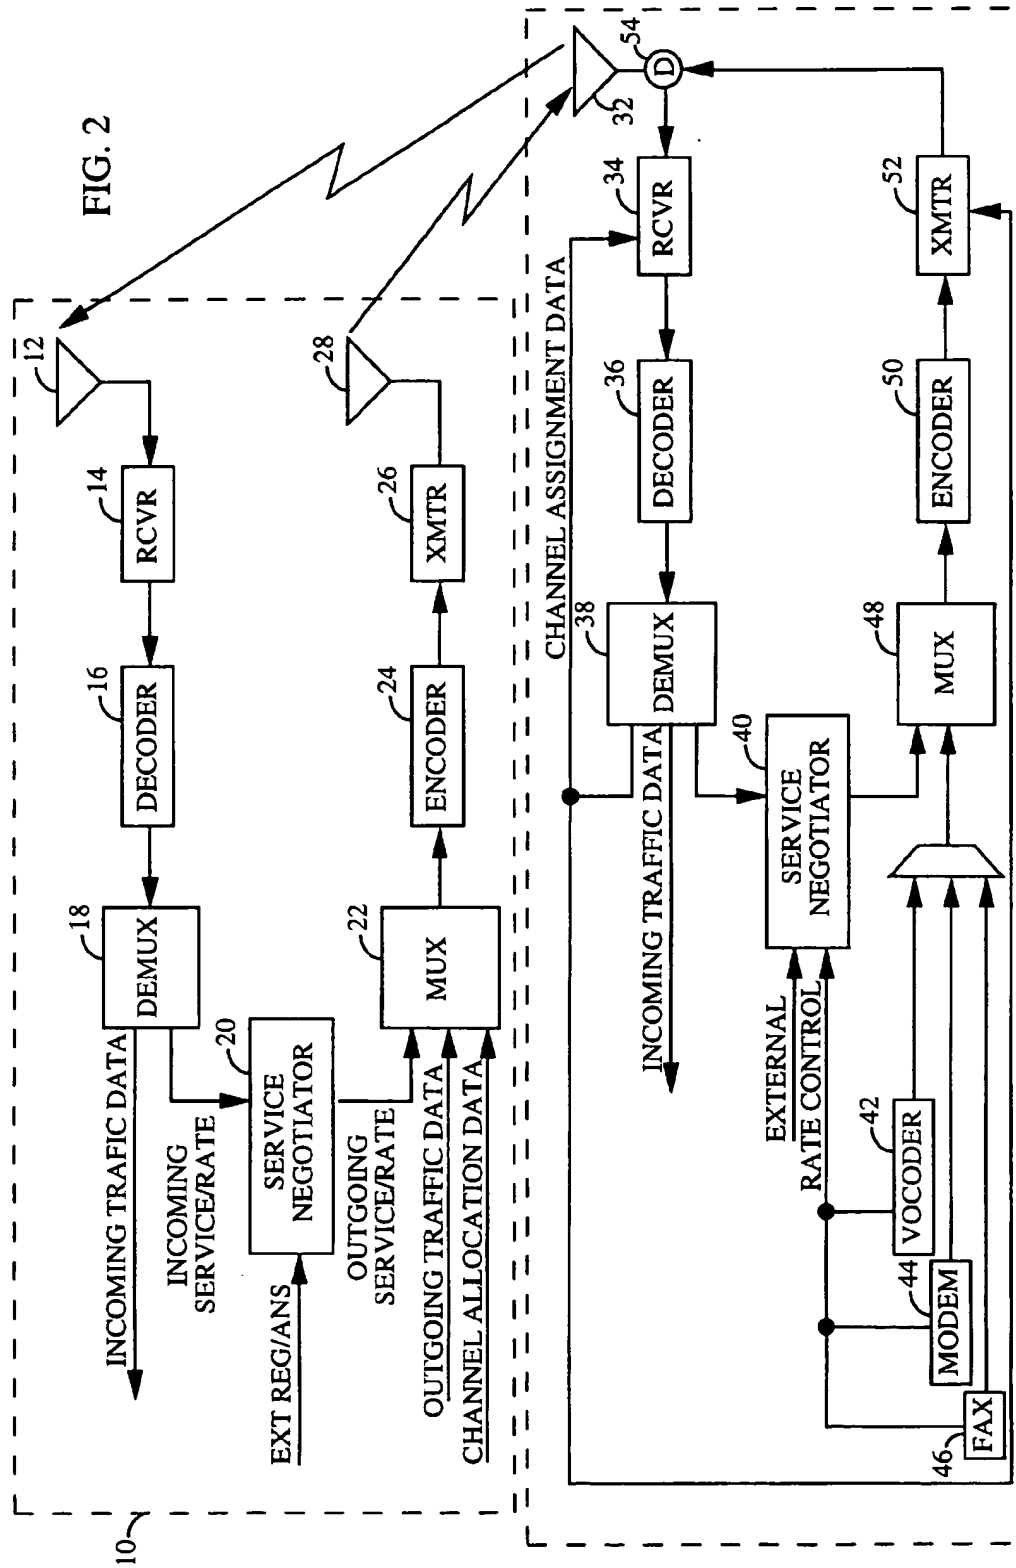 FIG. 2
10
12
14
RCVR
16
DECODER
18
DEMUX
INCOMING TRAFFIC DATA
INCOMING
SERVICE/RATE
20
SERVICE
NEGOTIATOR
EXT REG/ANS
OUTGOING
SERVICE/RATE
OUTGOING TRAFFIC DATA
CHANNEL ALLOCATION DATA
22
MUX
24
ENCODER
26
XMTR
28
32
54
D
34
RCVR
CHANNEL ASSIGNMENT DATA
36
DECODER
38
DEMUX
INCOMING TRAFFIC DATA
40
SERVICE
NEGOTIATOR
EXTERNAL
RATE CONTROL
42
VOCODER
44
MODEM
46
FAX
48
MUX
50
ENCODER
52
XMTR